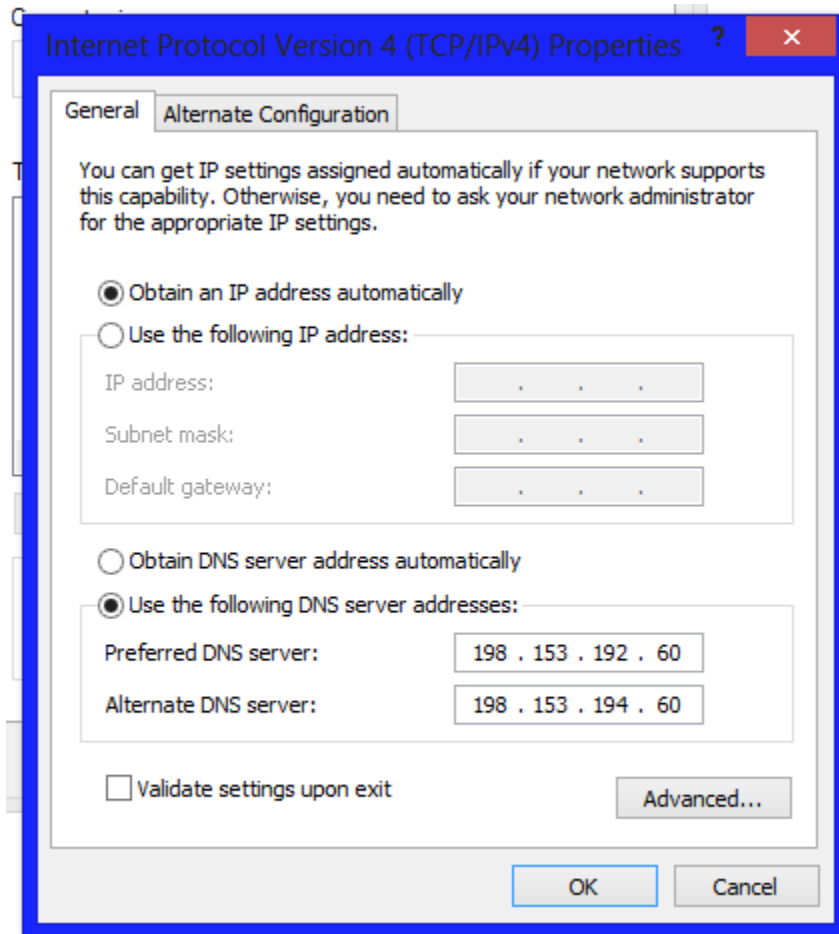 Internet Protocol Version 4 (TCP/IPv4) Properties ?
General Alternate Configuration
You can get IP settings assigned automatically if your network supports
this capability. Otherwise, you need to ask your network administrator
for the appropriate IP settings.
Obtain an IP address automatically
Use the following IP address:
IP address: . . .
Subnet mask: . . .
Default gateway: . . .
Obtain DNS server address automatically
Use the following DNS server addresses:
Preferred DNS server: 198 . 153 . 192 . 60
Alternate DNS server: 198 . 153 . 194 . 60
Validate settings upon exit
Advanced...
OK Cancel